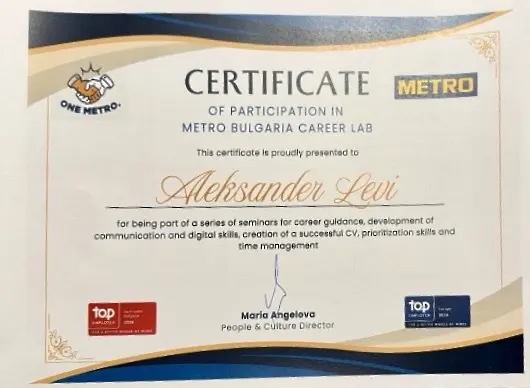 CERTIFICATE
METRO
ONE METRO.
OF PARTICIPATION IN
METRO BULGARIA CAREER LAB
This certificate is proudly presented to
Aleksander Levi
for being part of a series of seminars for career guidance, development of
communication and digital skills, creation of a successful CV, prioritization skills and
time management
Maria Angelova
People & Culture Director
top
EMPLOYER
top
EMPLOYER